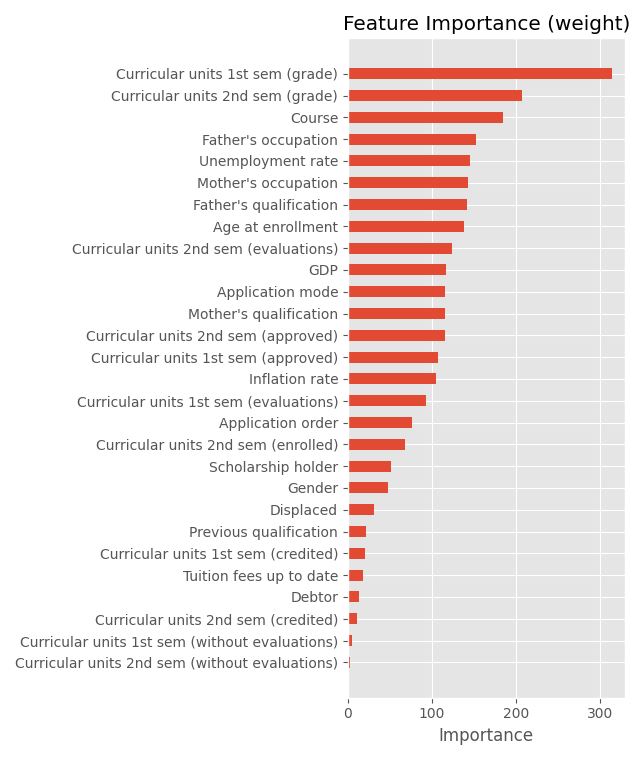 Feature Importance (weight)
Curricular units 1st sem (grade)
Curricular units 2nd sem (grade)
Course
Father's occupation
Unemployment rate
Mother's occupation
Father's qualification
Age at enrollment
Curricular units 2nd sem (evaluations)
GDP
Application mode
Mother's qualification
Curricular units 2nd sem (approved)
Curricular units 1st sem (approved)
Inflation rate
Curricular units 1st sem (evaluations)
Application order
Curricular units 2nd sem (enrolled)
Scholarship holder
Gender
Displaced
Previous qualification
Curricular units 1st sem (credited)
Tuition fees up to date
Debtor
Curricular units 2nd sem (credited)
Curricular units 1st sem (without evaluations)
Curricular units 2nd sem (without evaluations)
0 100 200 300
Importance